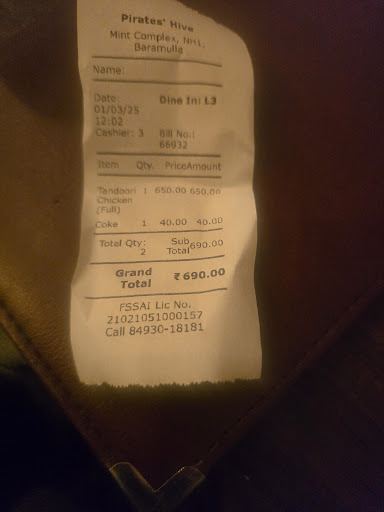 Pirates' Hive
Mint Complex, NH1,
Baramulla
Name:
Date: Dine In: L3
01/03/25
12:02
Cashier: 3 Bill No.:
66932
Item Qty. Price Amount
Tandoori 1 650.00 650.00
Chicken
(Full)
Coke 1 40.00 40.00
Total Qty: Sub 690.00
2 Total
Grand ₹690.00
Total
FSSAI Lic No.
21021051000157
Call 84930-18181